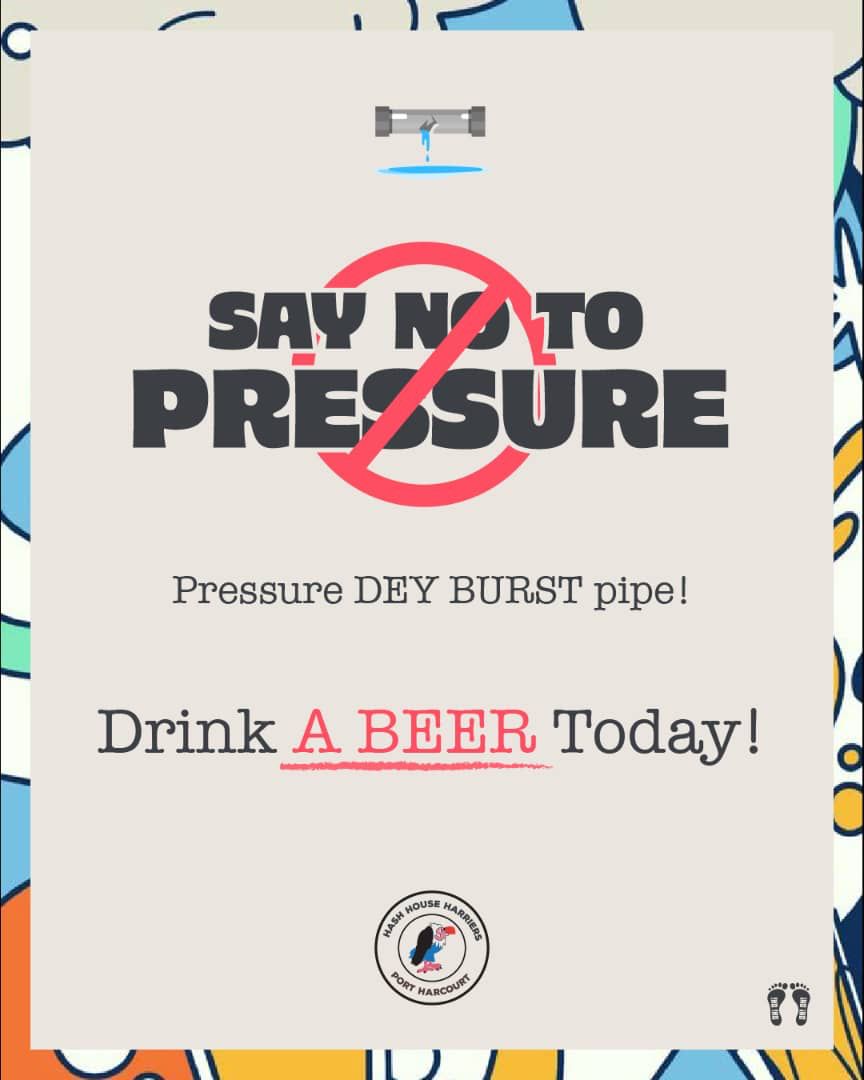 SAY NO TO
PRESSURE
Pressure DEY BURST pipe!
Drink A BEER Today!
HASH HOUSE HARRIERS
PORT HARCOURT